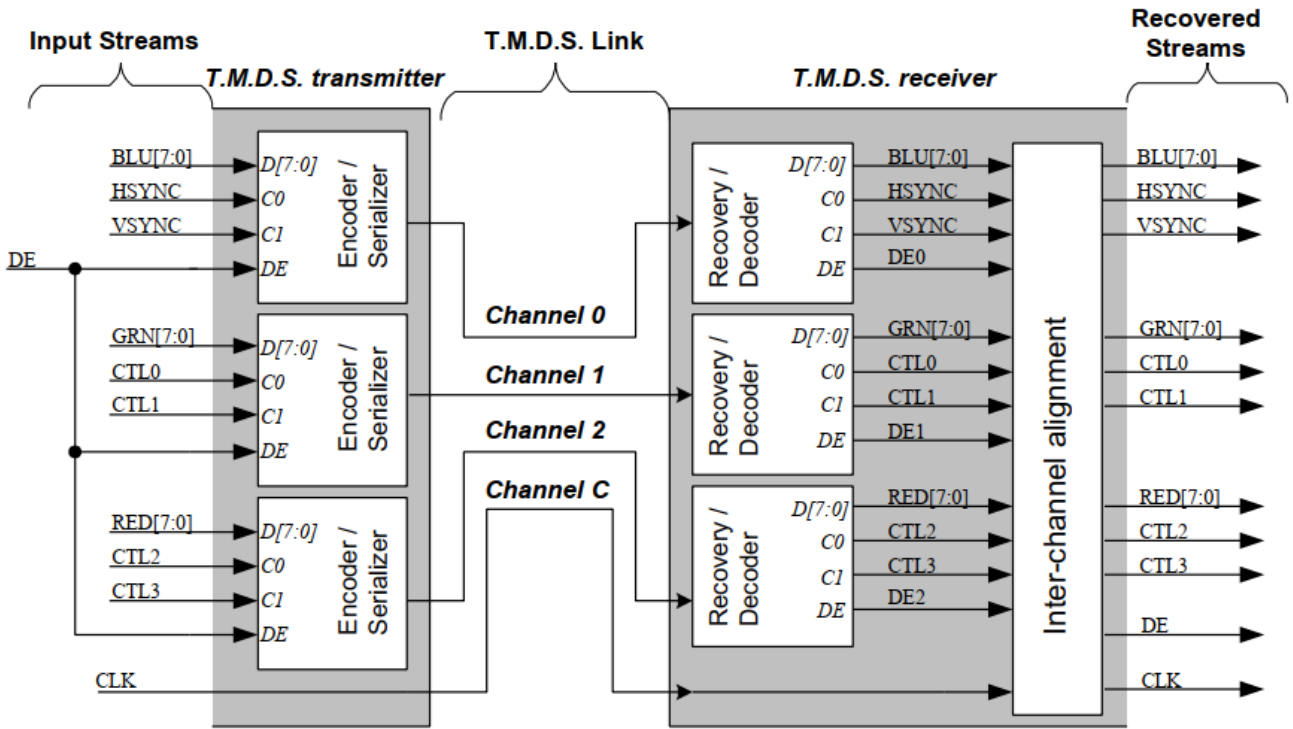 Input Streams
T.M.D.S. transmitter
T.M.D.S. Link
T.M.D.S. receiver
Recovered
Streams
BLU[7:0]
HSYNC
VSYNC
DE
D[7:0]
C0
C1
DE
Encoder /
Serializer
GRN[7:0]
CTL0
CTL1
D[7:0]
C0
C1
DE
Encoder /
Serializer
RED[7:0]
CTL2
CTL3
D[7:0]
C0
C1
DE
Encoder /
Serializer
CLK
Channel 0
Channel 1
Channel 2
Channel C
Recovery /
Decoder
D[7:0]
C0
C1
DE
BLU[7:0]
HSYNC
VSYNC
DE0
Recovery /
Decoder
D[7:0]
C0
C1
DE
GRN[7:0]
CTL0
CTL1
DE1
Recovery /
Decoder
D[7:0]
C0
C1
DE
RED[7:0]
CTL2
CTL3
DE2
Inter-channel alignment
BLU[7:0]
HSYNC
VSYNC
GRN[7:0]
CTL0
CTL1
RED[7:0]
CTL2
CTL3
DE
CLK